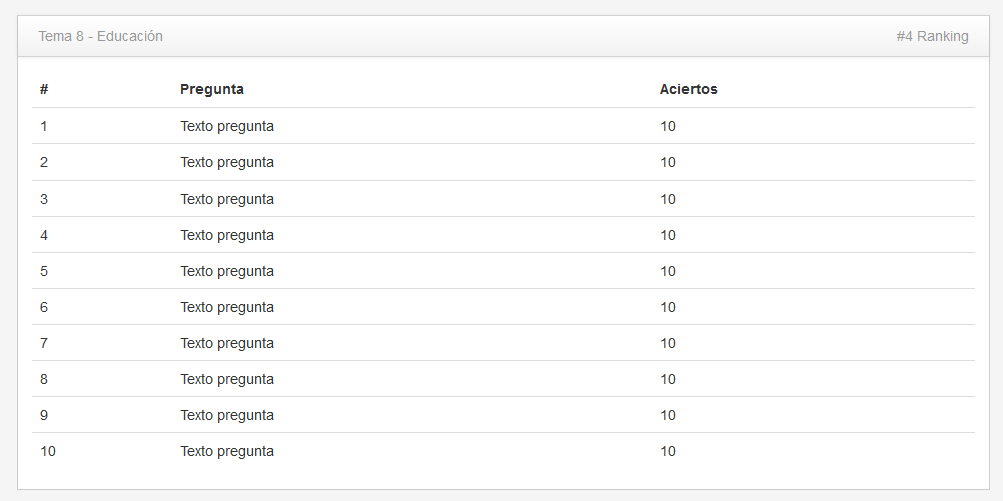 Tema 8 - Educación #4 Ranking
# Pregunta Aciertos
1 Texto pregunta 10
2 Texto pregunta 10
3 Texto pregunta 10
4 Texto pregunta 10
5 Texto pregunta 10
6 Texto pregunta 10
7 Texto pregunta 10
8 Texto pregunta 10
9 Texto pregunta 10
10 Texto pregunta 10